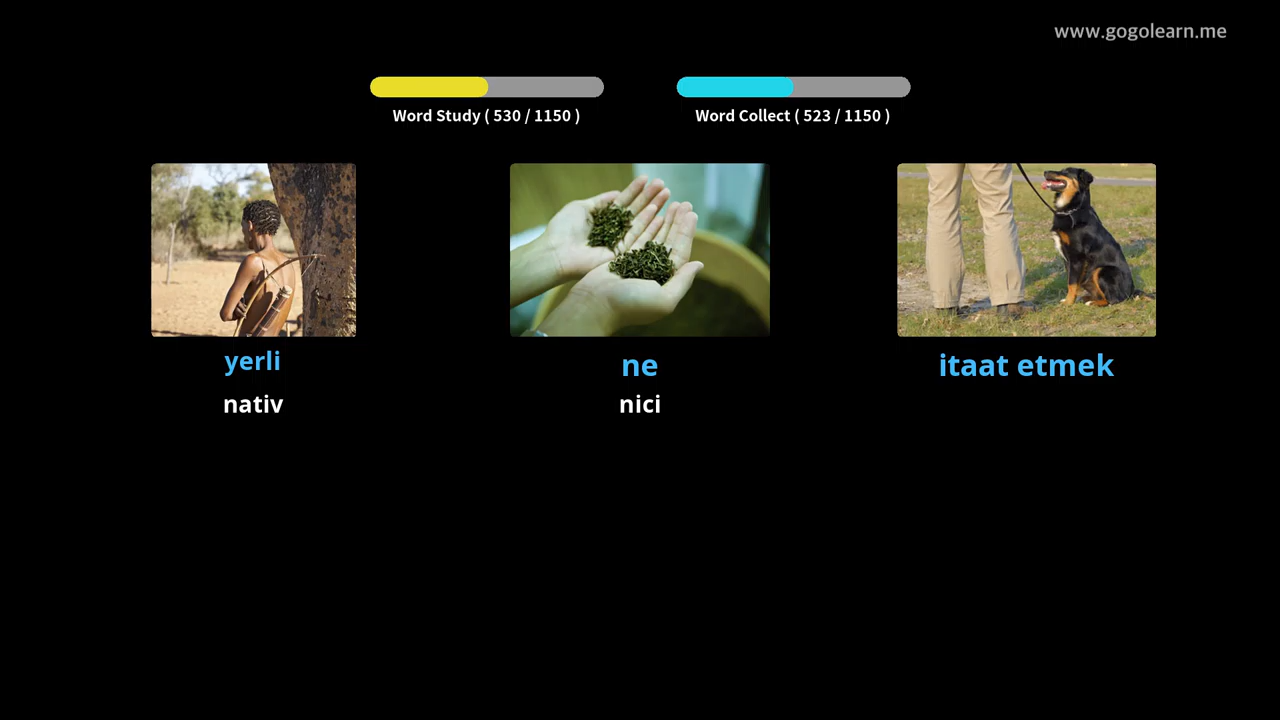 www.gogolearn.me
Word Study ( 530 / 1150 )
Word Collect ( 523 / 1150 )
yerli
ne
itaat etmek
nativ
nici